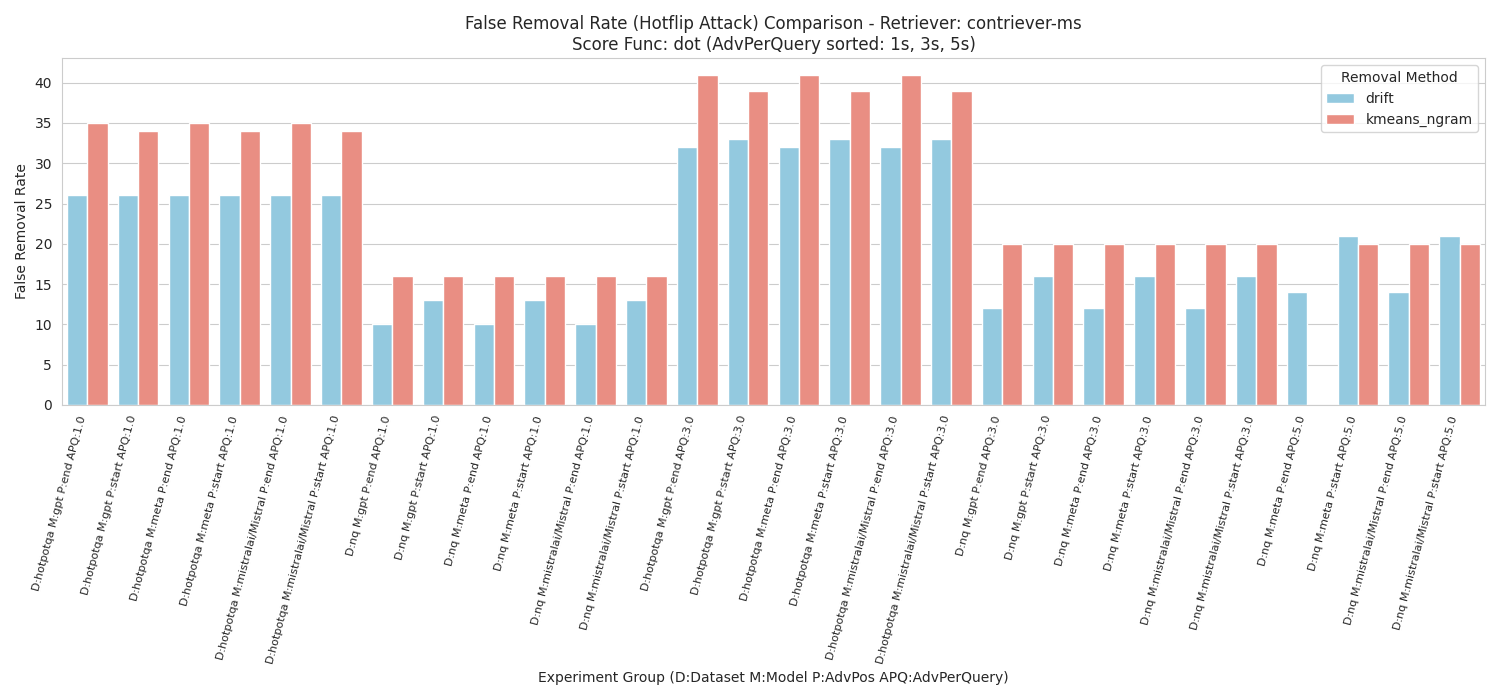 False Removal Rate (Hotflip Attack) Comparison - Retriever: contriever-ms
Score Func: dot (AdvPerQuery sorted: 1s, 3s, 5s)
Removal Method
drift
kmeans_ngram
False Removal Rate
40
35
30
25
20
15
10
5
0
D:hotpotqa M:gpt P:end APQ:1.0
D:hotpotqa M:gpt P:start APQ:1.0
D:hotpotqa M:meta P:end APQ:1.0
D:hotpotqa M:meta P:start APQ:1.0
D:hotpotqa M:mistralai/Mistral P:end APQ:1.0
D:hotpotqa M:mistralai/Mistral P:start APQ:1.0
D:nq M:gpt P:end APQ:1.0
D:nq M:gpt P:start APQ:1.0
D:nq M:meta P:end APQ:1.0
D:nq M:meta P:start APQ:1.0
D:nq M:mistralai/Mistral P:end APQ:1.0
D:nq M:mistralai/Mistral P:start APQ:1.0
D:hotpotqa M:gpt P:end APQ:3.0
D:hotpotqa M:gpt P:start APQ:3.0
D:hotpotqa M:meta P:end APQ:3.0
D:hotpotqa M:meta P:start APQ:3.0
D:hotpotqa M:mistralai/Mistral P:end APQ:3.0
D:hotpotqa M:mistralai/Mistral P:start APQ:3.0
D:nq M:gpt P:end APQ:3.0
D:nq M:gpt P:start APQ:3.0
D:nq M:meta P:end APQ:3.0
D:nq M:meta P:start APQ:3.0
D:nq M:mistralai/Mistral P:end APQ:3.0
D:nq M:mistralai/Mistral P:start APQ:3.0
D:nq M:meta P:end APQ:5.0
D:nq M:meta P:start APQ:5.0
D:nq M:mistralai/Mistral P:end APQ:5.0
D:nq M:mistralai/Mistral P:start APQ:5.0
Experiment Group (D:Dataset M:Model P:AdvPos APQ:AdvPerQuery)